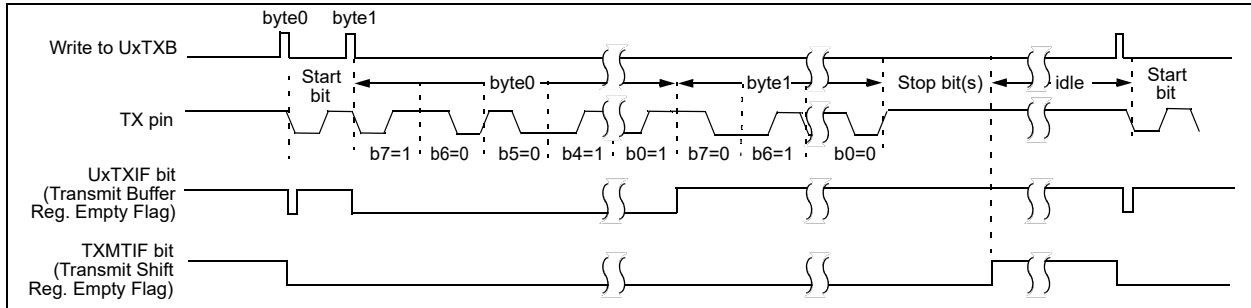 byte0 byte1
Write to UxTXB
Start
bit
byte0
byte1
Stop bit(s)
idle
Start
bit
TX pin
b7=1 b6=0 b5=0 b4=1 b0=1 b7=0 b6=1 b0=0
UxTXIF bit
(Transmit Buffer
Reg. Empty Flag)
TXMTIF bit
(Transmit Shift
Reg. Empty Flag)